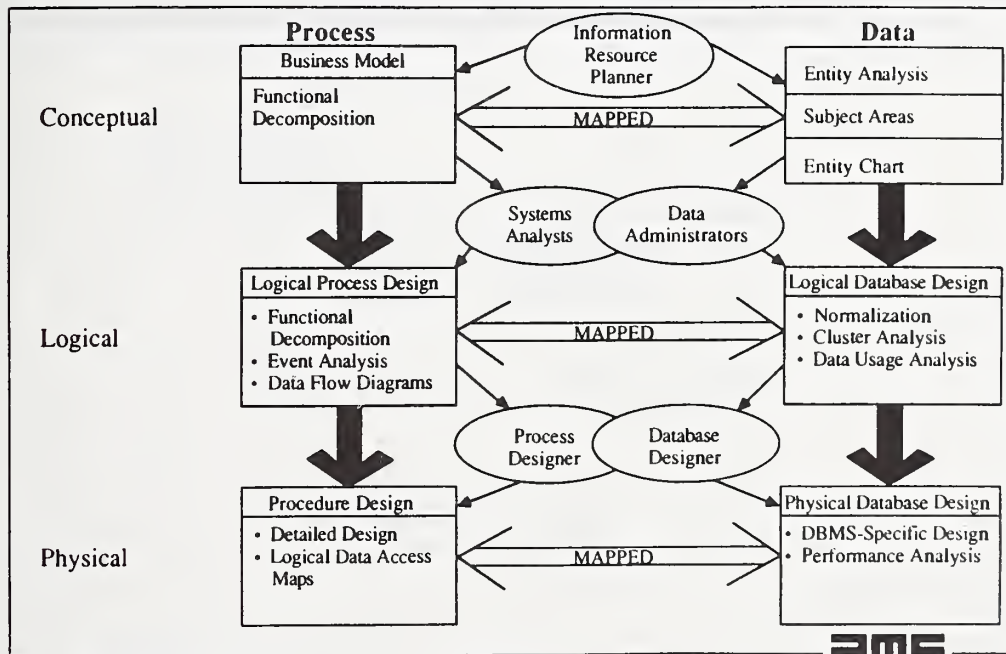 Process
Information
Resource
Planner
Data
Business Model
Functional
Decomposition
Conceptual
MAPPED
Entity Analysis
Subject Areas
Entity Chart
Systems
Analysts
Data
Administrators
Logical Process Design
• Functional
Decomposition
• Event Analysis
• Data Flow Diagrams
Logical
MAPPED
Logical Database Design
• Normalization
• Cluster Analysis
• Data Usage Analysis
Process
Designer
Database
Designer
Procedure Design
• Detailed Design
• Logical Data Access
Maps
Physical
MAPPED
Physical Database Design
• DBMS-Specific Design
• Performance Analysis